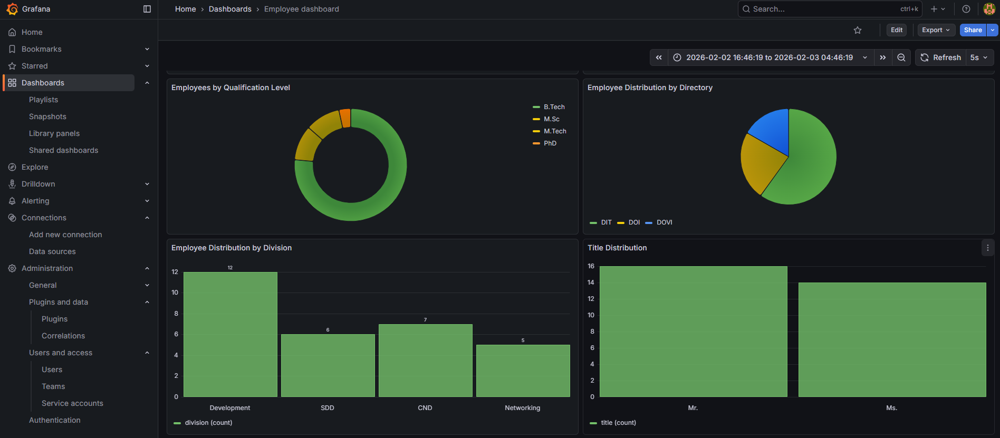 Grafana
Home › Dashboards › Employee dashboard
Search... ctrl+k
Edit Export Share
2026-02-02 16:46:19 to 2026-02-03 04:46:19 Refresh 5s
Home
Bookmarks
Starred
Dashboards
Playlists
Snapshots
Library panels
Shared dashboards
Explore
Drilldown
Alerting
Connections
Add new connection
Data sources
Administration
General
Plugins and data
Plugins
Correlations
Users and access
Users
Teams
Service accounts
Authentication
Employees by Qualification Level
B.Tech
M.Sc
M.Tech
PhD
Employee Distribution by Directory
DIT DOI DOVI
Employee Distribution by Division
12
10
8
6
4
2
0
12
6
7
5
Development SDD CND Networking
division (count)
Title Distribution
16
14
12
10
8
6
4
2
0
Mr. Ms.
title (count)